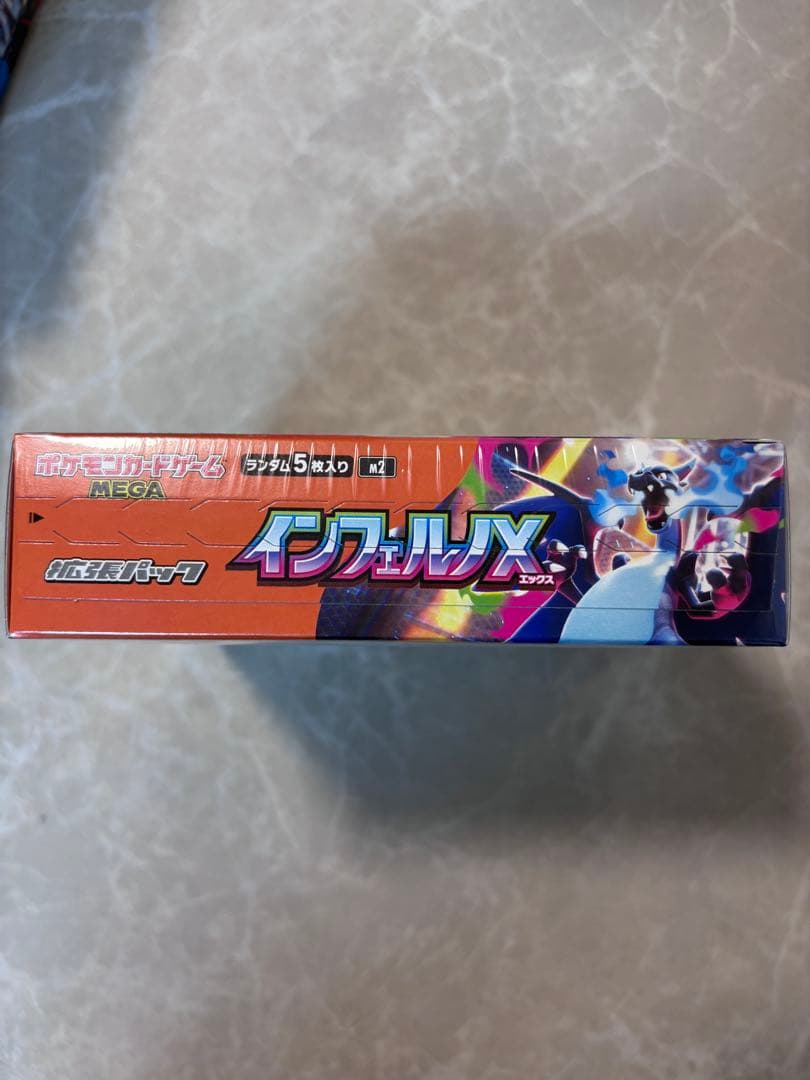 ポケモンカードゲーム
MEGA
ランダム5枚入り
M2
拡張パック
インフェルノX
エックス